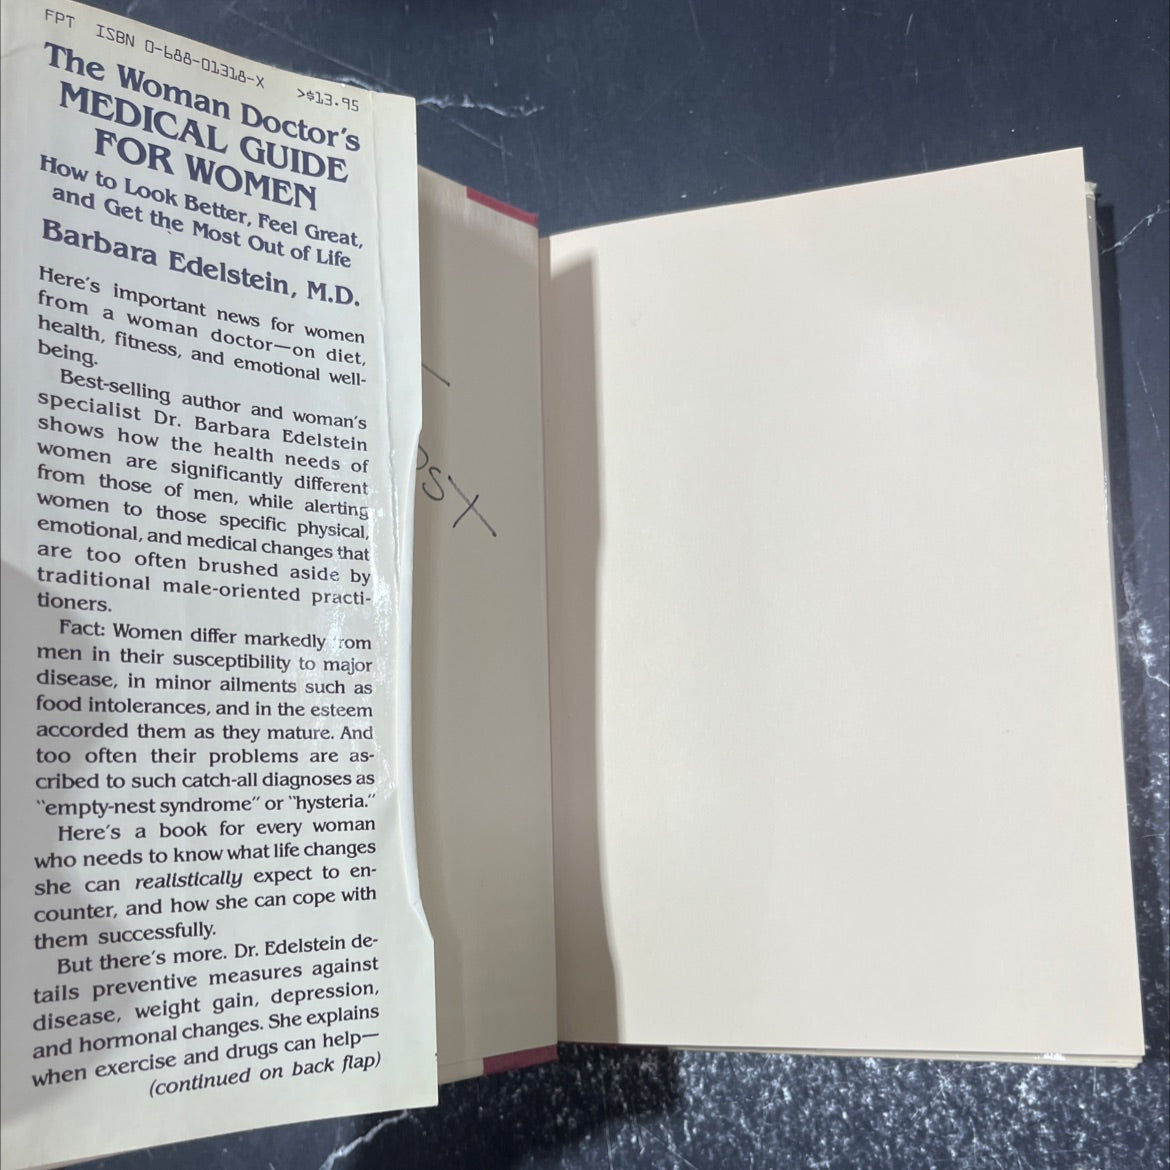 FPT ISBN 0-688-01318-X >$13.95
The Woman Doctor's
MEDICAL GUIDE
FOR WOMEN
How to Look Better, Feel Great,
and Get the Most Out of Life
Barbara Edelstein, M.D.
Here's important news for women
from a woman doctor—on diet,
health, fitness, and emotional well-
being.
Best-selling author and woman's
specialist Dr. Barbara Edelstein
shows how the health needs of
women are significantly different
from those of men, while alerting
women to those specific physical,
emotional, and medical changes that
are too often brushed aside by
traditional male-oriented practi-
tioners.
Fact: Women differ markedly from
men in their susceptibility to major
disease, in minor ailments such as
food intolerances, and in the esteem
accorded them as they mature. And
too often their problems are as-
cribed to such catch-all diagnoses as
"empty-nest syndrome" or "hysteria."
Here's a book for every woman
who needs to know what life changes
she can realistically expect to en-
counter, and how she can cope with
them successfully.
But there's more. Dr. Edelstein de-
tails preventive measures against
disease, weight gain, depression,
and hormonal changes. She explains
when exercise and drugs can help—
(continued on back flap)